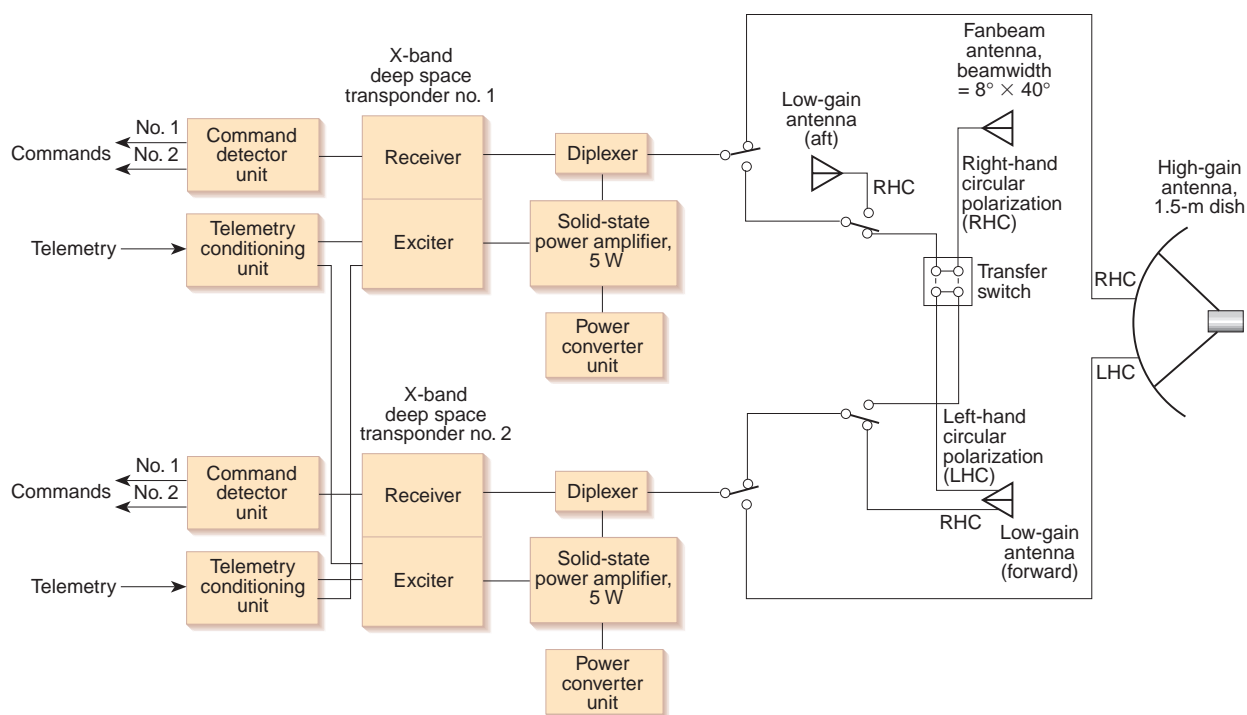 X-band
deep space
transponder no. 1
Commands
No. 1
No. 2
Command
detector
unit
Receiver
Diplexer
Telemetry
Telemetry
conditioning
unit
Exciter
Solid-state
power amplifier,
5 W
Power
converter
unit
Low-gain
antenna
(aft)
RHC
Fanbeam
antenna,
beamwidth
= 8° × 40°
Right-hand
circular
polarization
(RHC)
Transfer
switch
High-gain
antenna,
1.5-m dish
RHC
LHC
X-band
deep space
transponder no. 2
Commands
No. 1
No. 2
Command
detector
unit
Receiver
Diplexer
Telemetry
Telemetry
conditioning
unit
Exciter
Solid-state
power amplifier,
5 W
Power
converter
unit
Left-hand
circular
polarization
(LHC)
RHC
Low-gain
antenna
(forward)